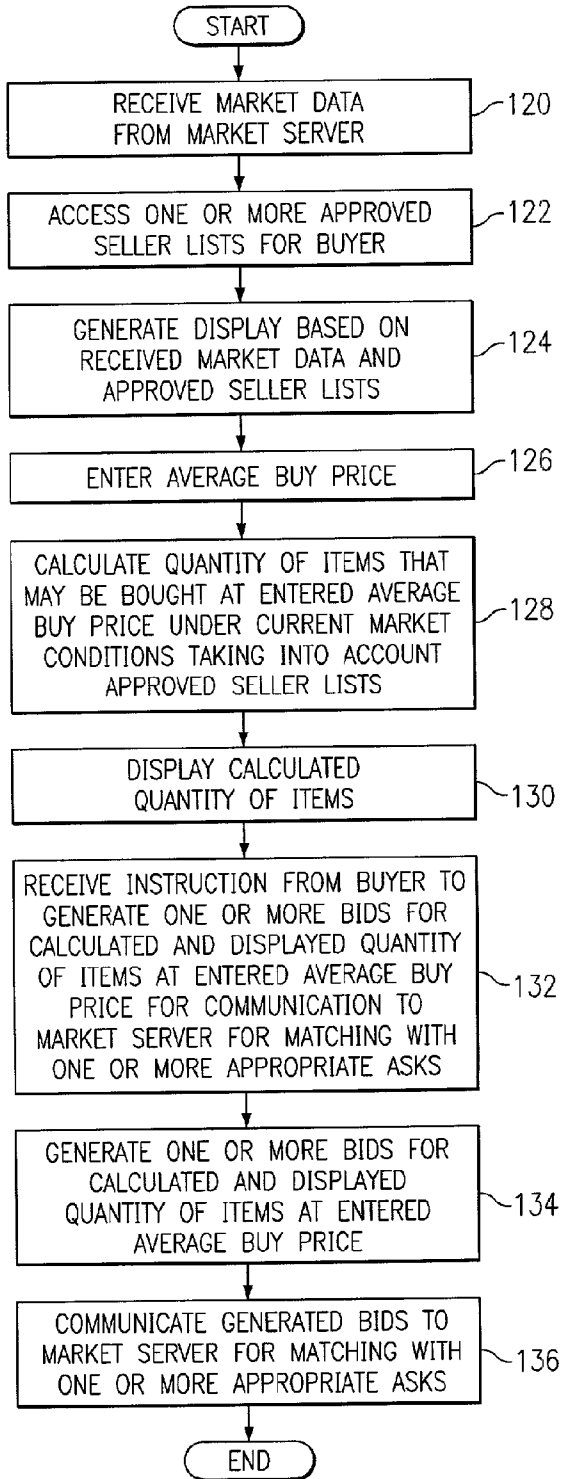 START
RECEIVE MARKET DATA
FROM MARKET SERVER
120
ACCESS ONE OR MORE APPROVED
SELLER LISTS FOR BUYER
122
GENERATE DISPLAY BASED ON
RECEIVED MARKET DATA AND
APPROVED SELLER LISTS
124
ENTER AVERAGE BUY PRICE
126
CALCULATE QUANTITY OF ITEMS THAT
MAY BE BOUGHT AT ENTERED AVERAGE
BUY PRICE UNDER CURRENT MARKET
CONDITIONS TAKING INTO ACCOUNT
APPROVED SELLER LISTS
128
DISPLAY CALCULATED
QUANTITY OF ITEMS
130
RECEIVE INSTRUCTION FROM BUYER TO
GENERATE ONE OR MORE BIDS FOR
CALCULATED AND DISPLAYED QUANTITY
OF ITEMS AT ENTERED AVERAGE BUY
PRICE FOR COMMUNICATION TO
MARKET SERVER FOR MATCHING WITH
ONE OR MORE APPROPRIATE ASKS
132
GENERATE ONE OR MORE BIDS FOR
CALCULATED AND DISPLAYED
QUANTITY OF ITEMS AT ENTERED
AVERAGE BUY PRICE
134
COMMUNICATE GENERATED BIDS TO
MARKET SERVER FOR MATCHING WITH
ONE OR MORE APPROPRIATE ASKS
136
END